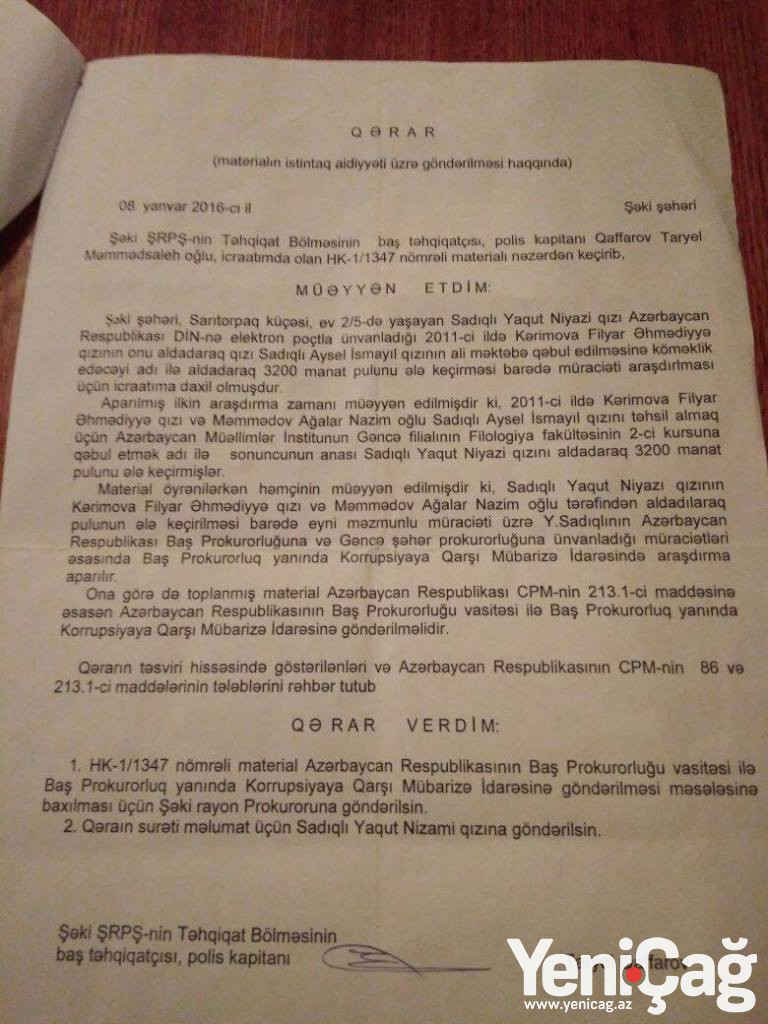 QƏRAR
(materialın istintaq aidiyyəti üzrə göndərilməsi haqqında)
08 yanvar 2016-cı il Şəki şəhəri
Şəki ŞRPŞ-nin Təhqiqat Bölməsinin baş təhqiqatçısı, polis kapitanı Qaffarov Taryel
Məmmədsaleh oğlu, icraatımda olan HK-1/1347 nömrəli materialı nəzərdən keçirib,
MÜƏYYƏN ETDİM:
Şəki şəhəri, Sarıtorpaq küçəsi, ev 2/5-də yaşayan Sadıqlı Yaqut Niyazi qızı Azərbaycan
Respublikası DİN-nə elektron poçtla ünvanladığı 2011-ci ildə Kərimova Filyar Əhmədiyyə
qızının onu aldadaraq qızı Sadıqlı Aysel İsmayıl qızının ali məktəbə qəbul edilməsinə köməklik
edəcəyi adı ilə aldadaraq 3200 manat pulunu ələ keçirməsi barədə müraciəti araşdırılması
üçün icraatıma daxil olmuşdur.
Aparılmış ilkin araşdırma zamanı müəyyən edilmişdir ki, 2011-ci ildə Kərimova Filyar
Əhmədiyyə qızı və Məmmədov Ağalar Nazim oğlu Sadıqlı Aysel İsmayıl qızını təhsil almaq
üçün Azərbaycan Müəllimlər İnstitunun Gəncə filialının Filologiya fakültəsinin 2-ci kursuna
qəbul etmək adı ilə sonuncunun anası Sadıqlı Yaqut Niyazi qızını aldadaraq 3200 manat
pulunu ələ keçirmişlər.
Material öyrənilərkən həmçinin müəyyən edilmişdir ki, Sadıqlı Yaqut Niyazı qızının
Kərimova Filyar Əhmədiyyə qızı və Məmmədov Ağalar Nazim oğlu tərəfindən aldadılaraq
pulunun ələ keçirilməsi barədə eyni məzmunlu müraciəti üzrə Y.Sadıqlının Azərbaycan
Respublikası Baş Prokurorluğuna və Gəncə şəhər prokurorluğuna ünvanladığı müraciətləri
əsasında Baş Prokurorluq yanında Korrupsiyaya Qarşı Mübarizə İdarəsində araşdırma
aparılır.
Ona görə də toplanmış material Azərbaycan Respublikası CPM-nin 213.1-ci maddəsinə
əsasən Azərbaycan Respublikasının Baş Prokurorluğu vasitəsi ilə Baş Prokurorluq yanında
Korrupsiyaya Qarşı Mübarizə İdarəsinə göndərilməlidir.
Qərarın təsviri hissəsində göstərilənləri və Azərbaycan Respublikasının CPM-nin 86 və
213.1-ci maddələrinin tələblərini rəhbər tutub
QƏRAR VERDİM:
1. HK-1/1347 nömrəli material Azərbaycan Respublikasının Baş Prokurorluğu vasitəsi ilə
Baş Prokurorluq yanında Korrupsiyaya Qarşı Mübarizə İdarəsinə göndərilməsi məsələsinə
baxılması üçün Şəki rayon Prokuroruna göndərilsin.
2. Qəraın surəti məlumat üçün Sadıqlı Yaqut Nizami qızına göndərilsin.
Şəki ŞRPŞ-nin Təhqiqat Bölməsinin
baş təhqiqatçısı, polis kapitanı
YeniÇağ
www.yenicag.az